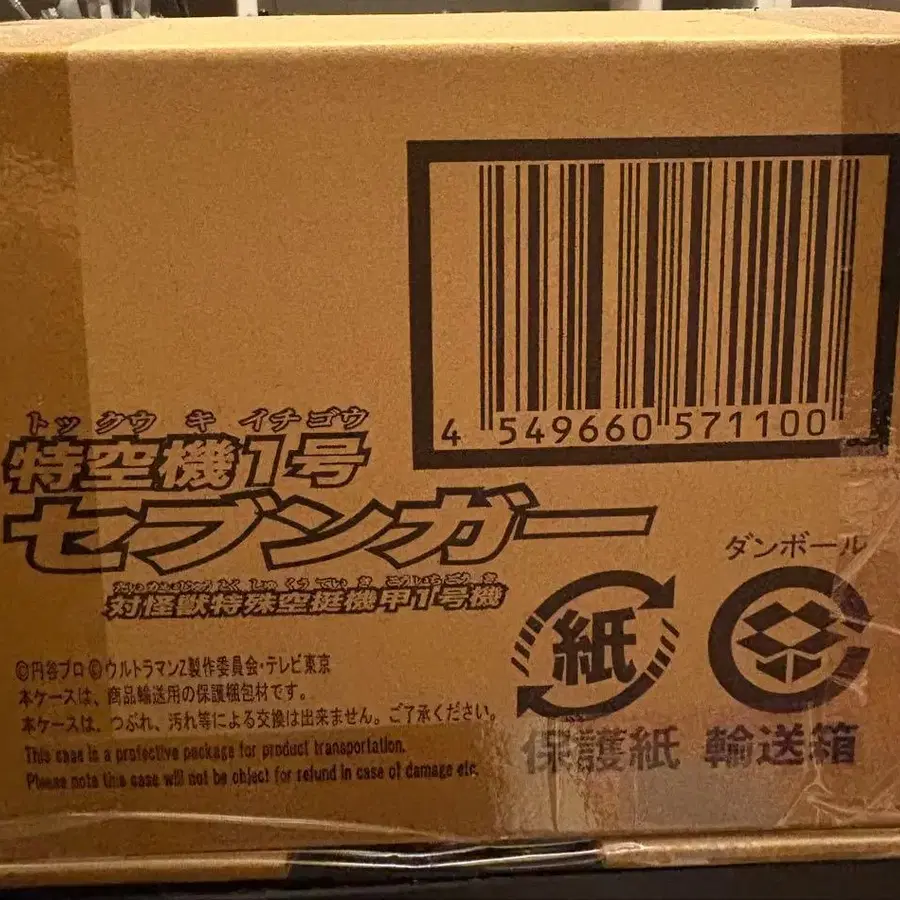 4 549660 571100
トックウキ イチゴウ
特空機1号
セブンガー
たいかいじゅうとくしゅくうていきこういちごうき
対怪獣特殊空挺機甲1号機
ダンボール
紙
保護紙 輸送箱
©円谷プロ ©ウルトラマンZ製作委員会・テレビ東京
本ケースは、商品輸送用の保護梱包材です。
本ケースは、つぶれ、汚れ等による交換は出来ません。ご了承ください。
This case is a protective package for product transportation.
Please note this case will not be object for refund in case of damage etc.